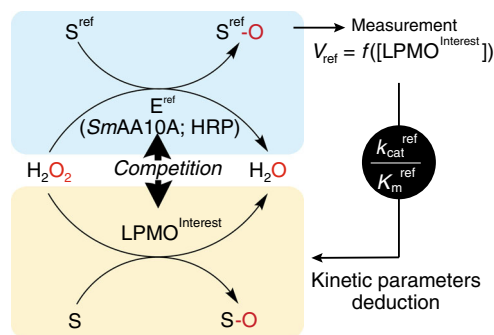 S^ref S^ref-O Measurement
V_ref = f([LPMO^Interest])
E^ref
(SmAA10A; HRP)
k_cat^ref
K_m^ref
H₂O₂ Competition H₂O
LPMO^Interest
Kinetic parameters
deduction
S S-O